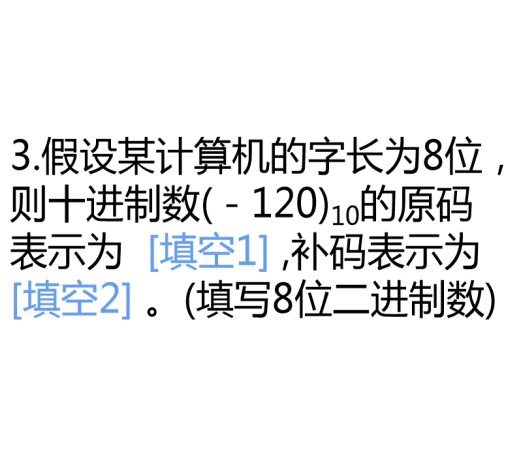 3.假设某计算机的字长为8位，
则十进制数( - 120)₁₀的原码
表示为 [填空1] ,补码表示为
[填空2] 。(填写8位二进制数)